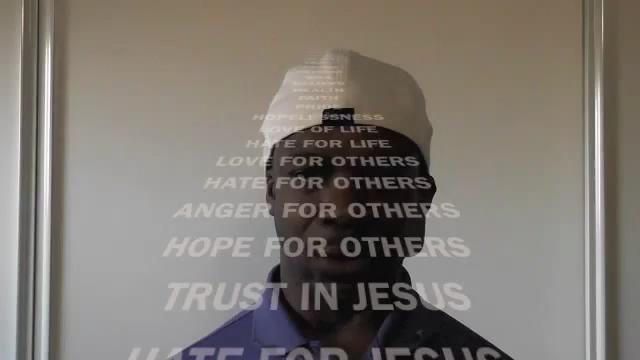 HEALTH
FAITH
PRIDE
HOPELESSNESS
LOVE OF LIFE
HATE FOR LIFE
LOVE FOR OTHERS
HATE FOR OTHERS
ANGER FOR OTHERS
HOPE FOR OTHERS
TRUST IN JESUS
HATE FOR JESUS